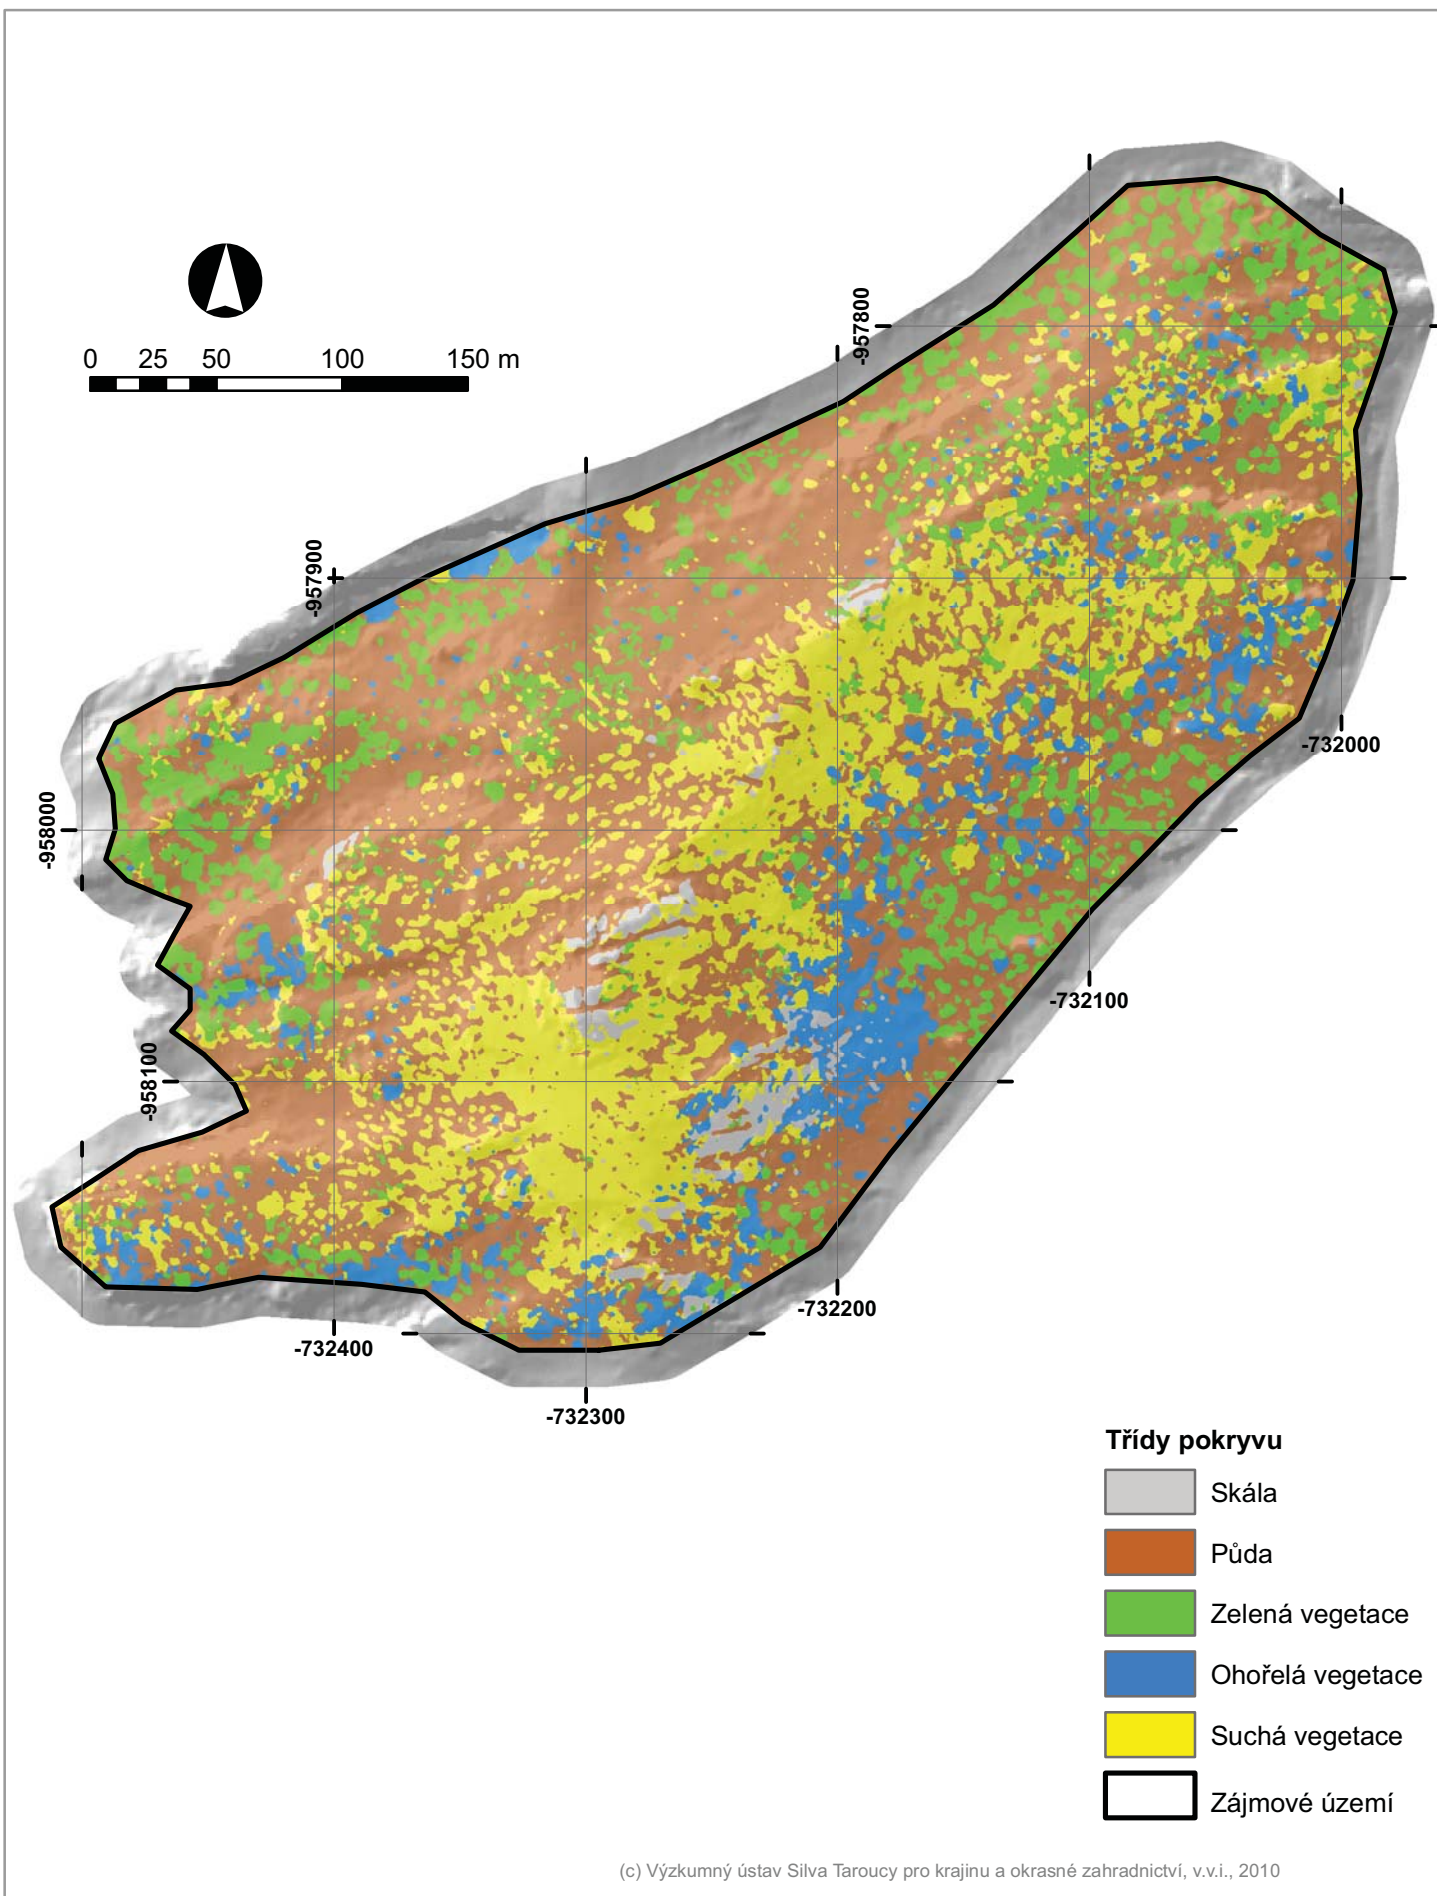 -957800
0 25 50 100 150 m
-957900
-732000
-958000
-732100
-958100
-732200
-732400
-732300
Třídy pokryvu
Skála
Půda
Zelená vegetace
Ohořelá vegetace
Suchá vegetace
Zájmové území
(c) Výzkumný ústav Silva Taroucy pro krajinu a okrasné zahradnictví, v.v.i., 2010